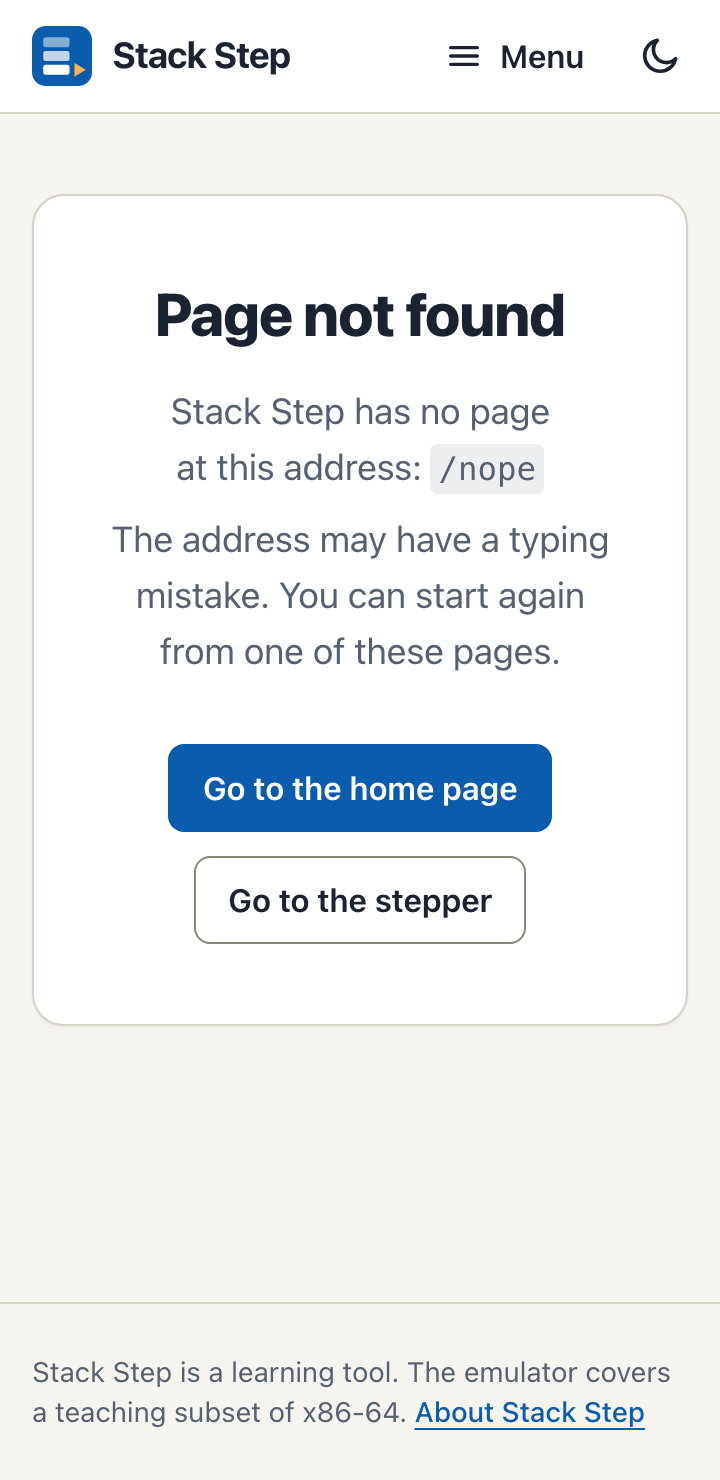 Stack Step
Menu
Page not found
Stack Step has no page
at this address: /nope
The address may have a typing
mistake. You can start again
from one of these pages.
Go to the home page
Go to the stepper
Stack Step is a learning tool. The emulator covers
a teaching subset of x86-64. About Stack Step